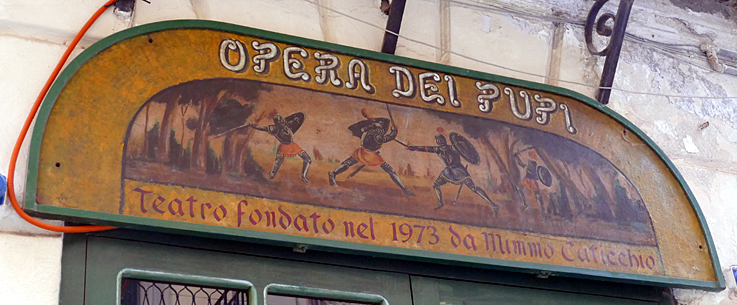 OPERA DEI PUPI
Teatro fondato nel 1973 da Mimmo Cuticchio